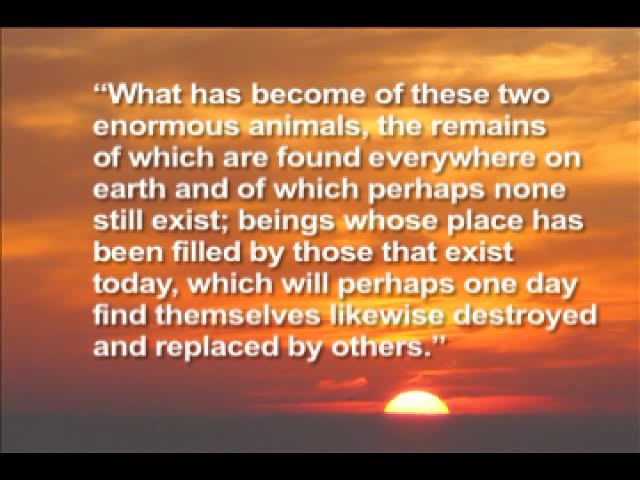 “What has become of these two
enormous animals, the remains
of which are found everywhere on
earth and of which perhaps none
still exist; beings whose place has
been filled by those that exist
today, which will perhaps one day
find themselves likewise destroyed
and replaced by others.”